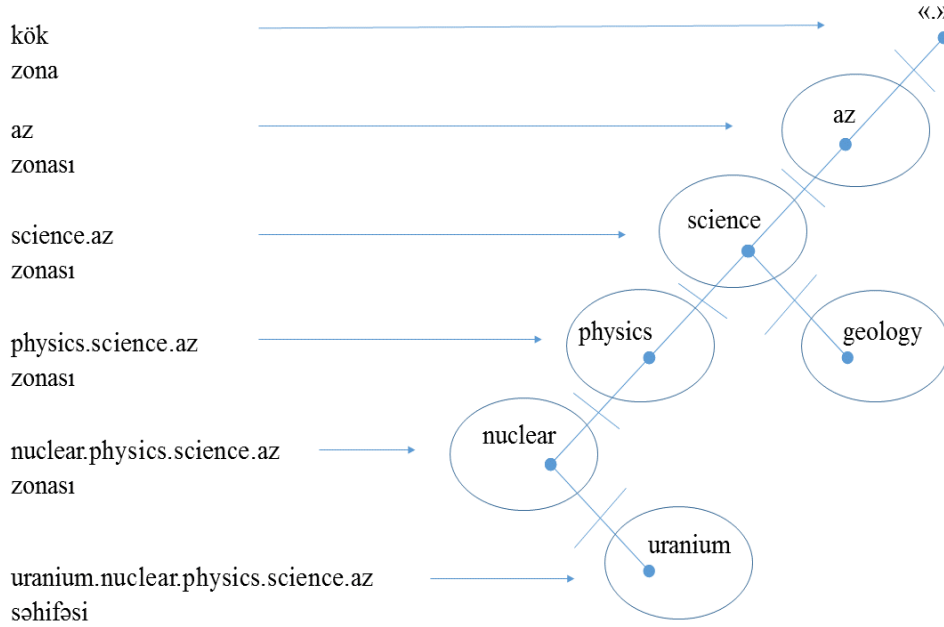 «.»
kök
zona
az
az
zonası
science
science.az
zonası
physics
geology
physics.science.az
zonası
nuclear
nuclear.physics.science.az
zonası
uranium
uranium.nuclear.physics.science.az
səhifəsi